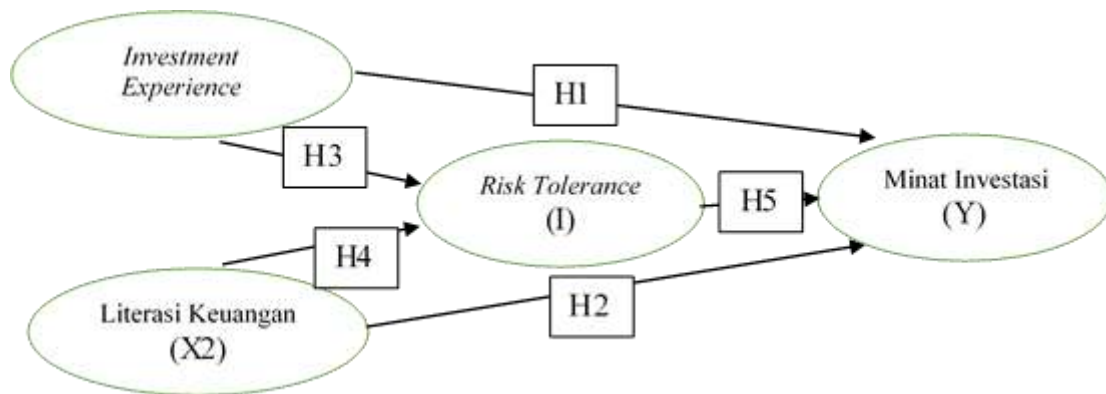 Investment
Experience
H1
H3
Risk Tolerance
(I)
H5
Minat Investasi
(Y)
H4
Literasi Keuangan
(X2)
H2